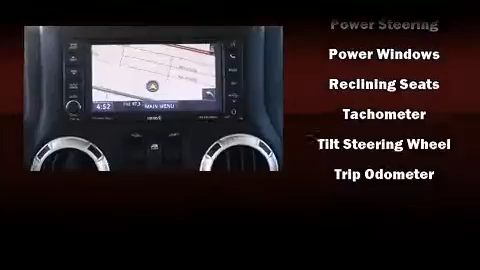 Power Steering
Power Windows
Reclining Seats
Tachometer
Tilt Steering Wheel
Trip Odometer
4:52
MAIN MENU